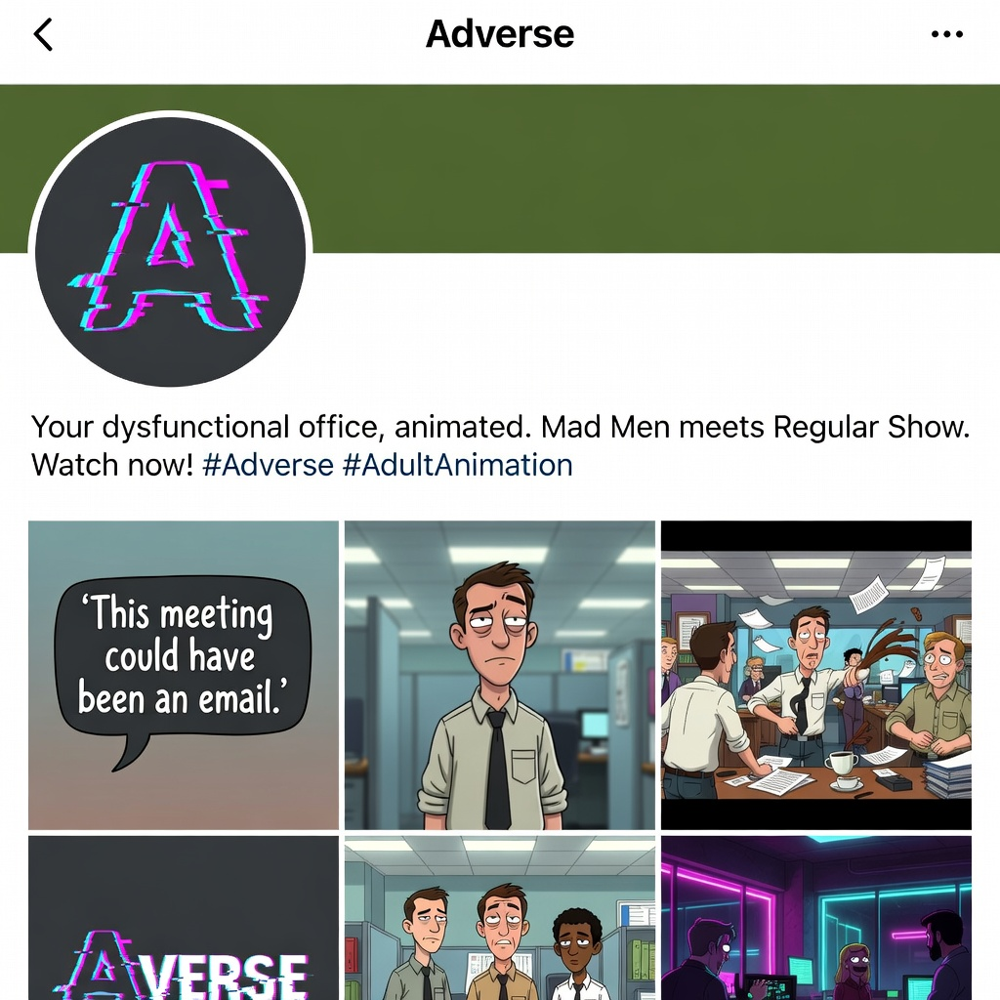 Adverse
A
Your dysfunctional office, animated. Mad Men meets Regular Show.
Watch now! #Adverse #AdultAnimation
‘This meeting
could have
been an email.’
AVERSE